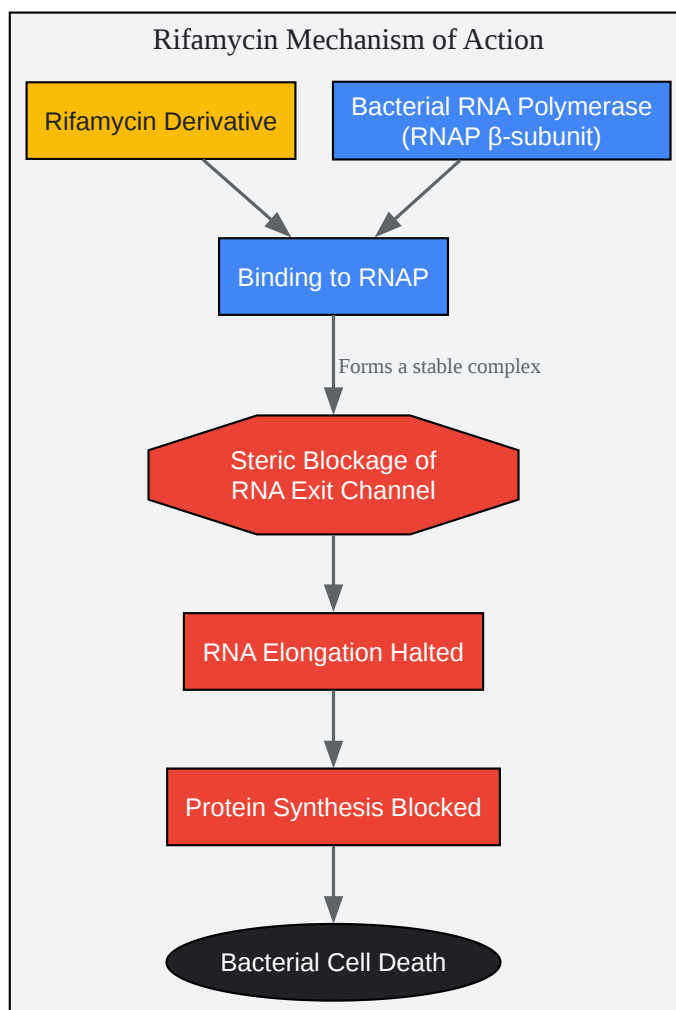 Rifamycin Mechanism of Action
Rifamycin Derivative
Bacterial RNA Polymerase
(RNAP β-subunit)
Binding to RNAP
Forms a stable complex
Steric Blockage of
RNA Exit Channel
RNA Elongation Halted
Protein Synthesis Blocked
Bacterial Cell Death